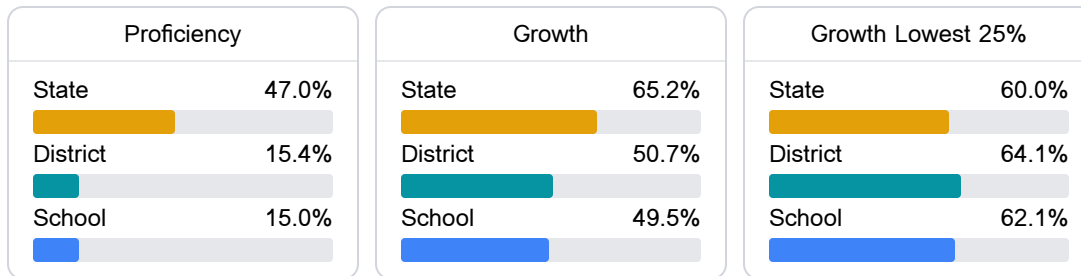 Proficiency
State 47.0%
District 15.4%
School 15.0%
Growth
State 65.2%
District 50.7%
School 49.5%
Growth Lowest 25%
State 60.0%
District 64.1%
School 62.1%